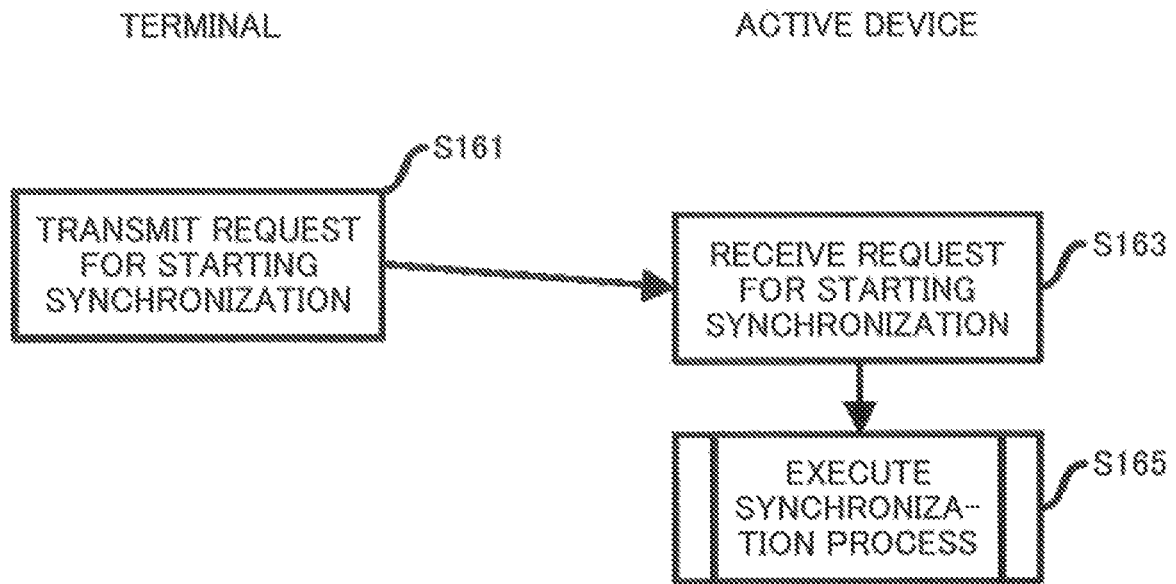 TERMINAL
ACTIVE DEVICE
S161
TRANSMIT REQUEST
FOR STARTING
SYNCHRONIZATION
S163
RECEIVE REQUEST
FOR STARTING
SYNCHRONIZATION
S165
EXECUTE
SYNCHRONIZA-
TION PROCESS